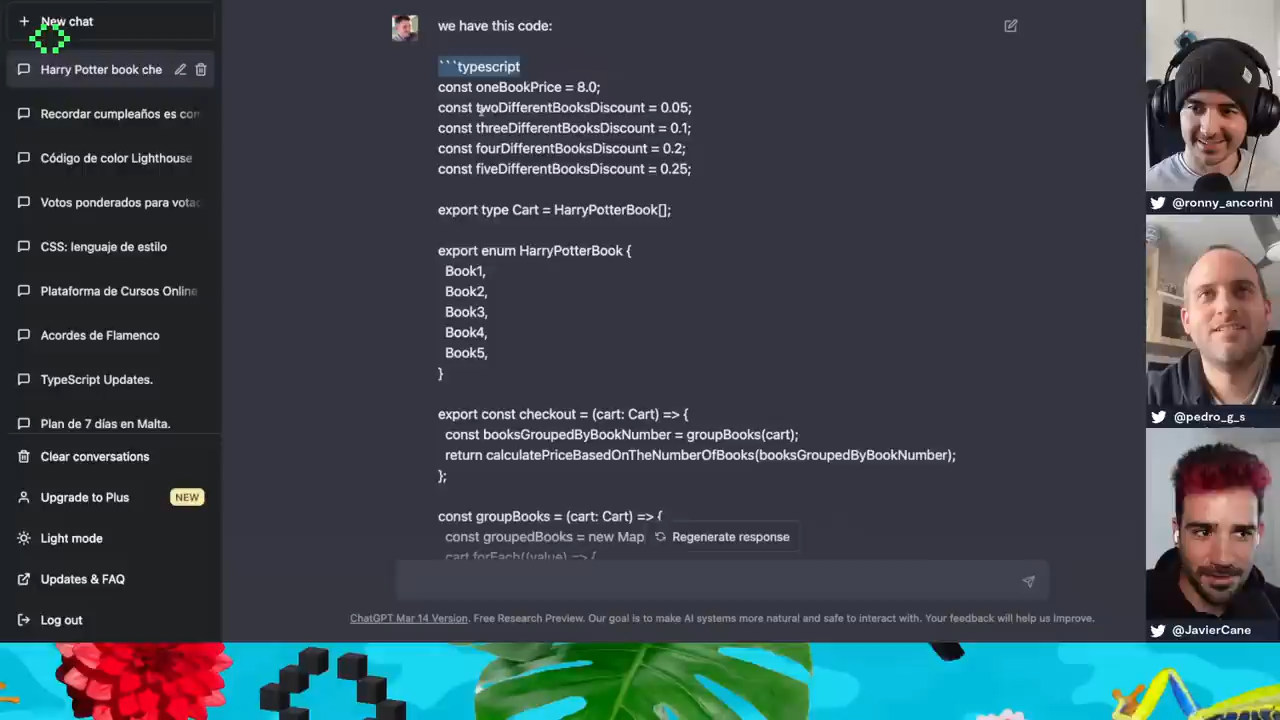 New chat
Harry Potter book che
Recordar cumpleaños es con
Código de color Lighthouse
Votos ponderados para votac
CSS: lenguaje de estilo
Plataforma de Cursos Online
Acordes de Flamenco
TypeScript Updates.
Plan de 7 días en Malta.
Clear conversations
Upgrade to Plus NEW
Light mode
Updates & FAQ
Log out
we have this code:
```typescript
const oneBookPrice = 8.0;
const twoDifferentBooksDiscount = 0.05;
const threeDifferentBooksDiscount = 0.1;
const fourDifferentBooksDiscount = 0.2;
const fiveDifferentBooksDiscount = 0.25;
export type Cart = HarryPotterBook[];
export enum HarryPotterBook {
Book1,
Book2,
Book3,
Book4,
Book5,
}
export const checkout = (cart: Cart) => {
const booksGroupedByBookNumber = groupBooks(cart);
return calculatePriceBasedOnTheNumberOfBooks(booksGroupedByBookNumber);
};
const groupBooks = (cart: Cart) => {
const groupedBooks = new Map
cart.forEach((value) => {
Regenerate response
ChatGPT Mar 14 Version. Free Research Preview. Our goal is to make AI systems more natural and safe to interact with. Your feedback will help us improve.
@ronny_ancorini
@pedro_g_s
@JavierCane